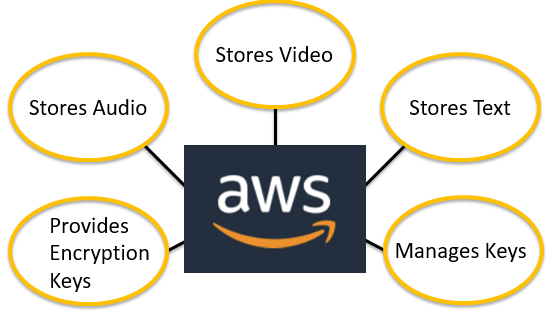 Stores Video
Stores Audio
Stores Text
aws
Provides
Encryption
Keys
Manages Keys